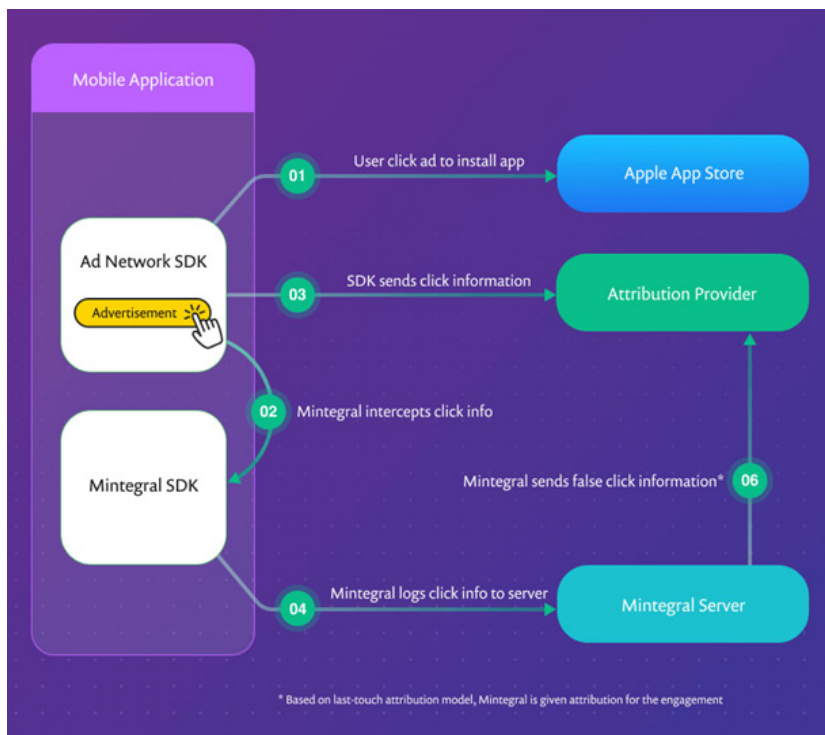 Mobile Application
01
User click ad to install app
Apple App Store
Ad Network SDK
Advertisement
03
SDK sends click information
Attribution Provider
02
Mintegral intercepts click info
Mintegral SDK
Mintegral sends false click information*
06
04
Mintegral logs click info to server
Mintegral Server
* Based on last-touch attribution model, Mintegral is given attribution for the engagement